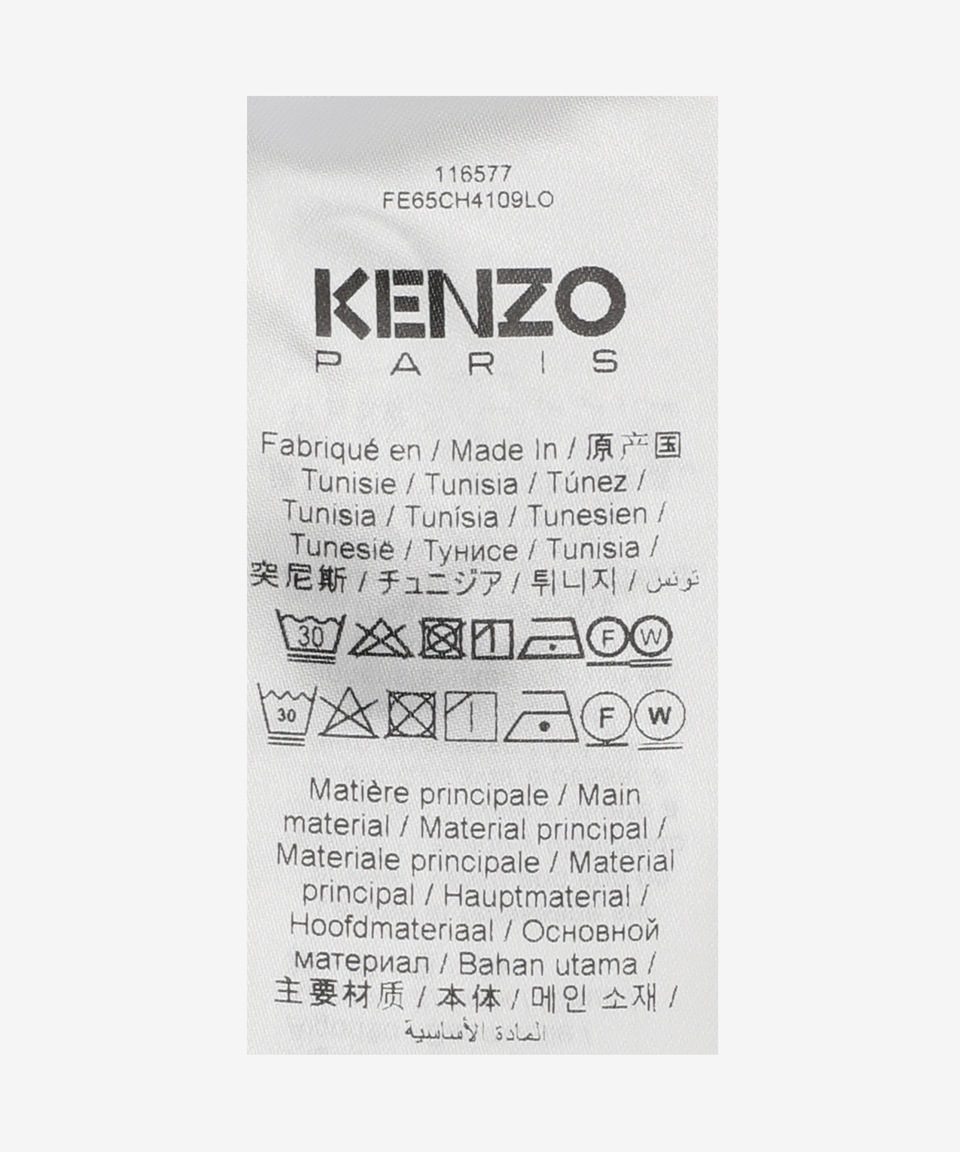 116577
FE65CH4109LO
KENZO
PARIS
Fabriqué en / Made In / 原产国
Tunisie / Tunisia / Túnez /
Tunisia / Tunísia / Tunesien /
Tunesië / Тунисе / Tunisia /
突尼斯 / チュニジア / 튀니지 / تونس
30 F W
30 F W
Matière principale / Main
material / Material principal /
Materiale principale / Material
principal / Hauptmaterial /
Hoofdmateriaal / Основной
материал / Bahan utama /
主要材质 / 本体 / 메인 소재 /
المادة الأساسية